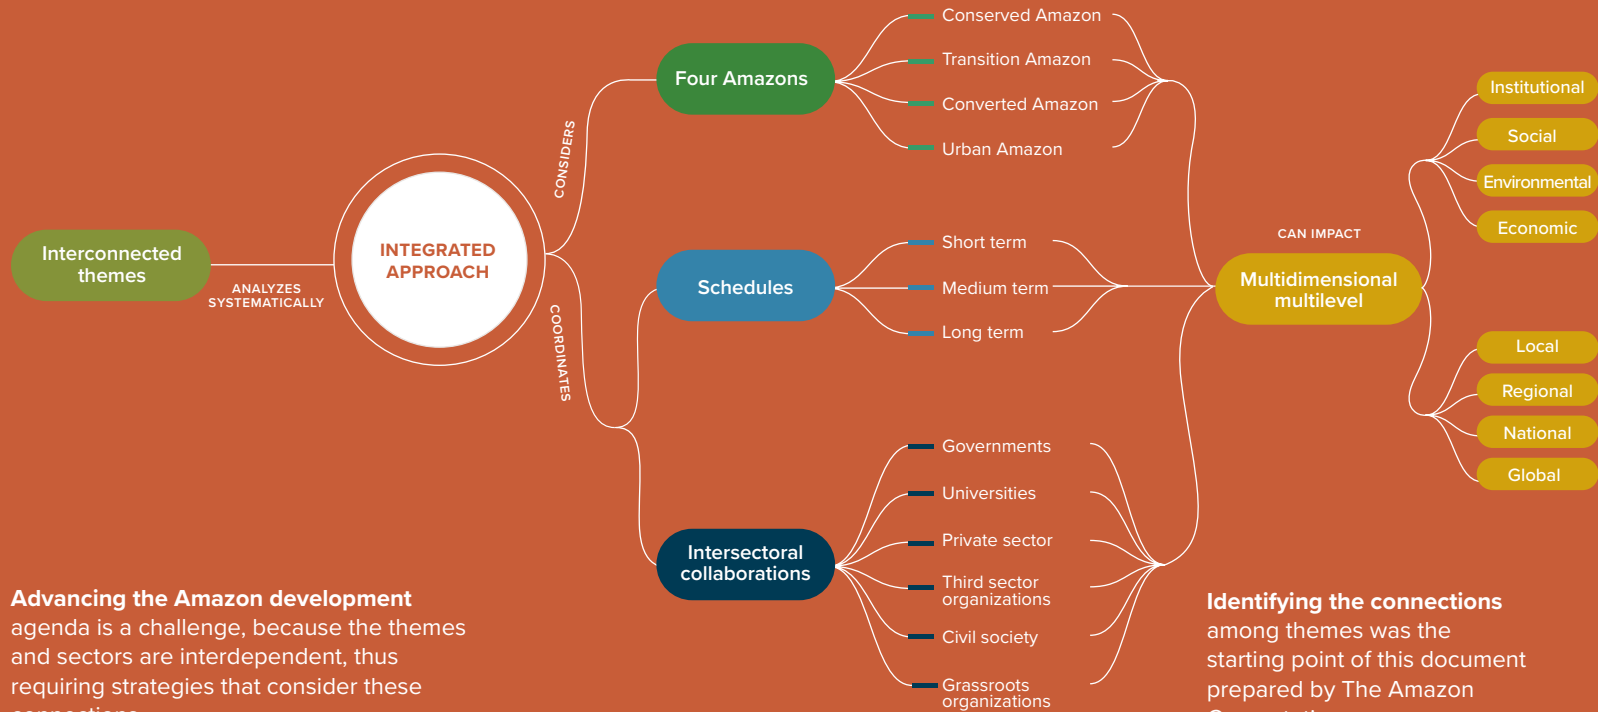 Interconnected
themes
ANALYZES
SYSTEMATICALLY
INTEGRATED
APPROACH
CONSIDERS
COORDINATES
Four Amazons
Conserved Amazon
Transition Amazon
Converted Amazon
Urban Amazon
Schedules
Short term
Medium term
Long term
Intersectoral
collaborations
Governments
Universities
Private sector
Third sector
organizations
Civil society
Grassroots
organizations
CAN IMPACT
Multidimensional
multilevel
Institutional
Social
Environmental
Economic
Local
Regional
National
Global
Advancing the Amazon development
agenda is a challenge, because the themes
and sectors are interdependent, thus
requiring strategies that consider these
Identifying the connections
among themes was the
starting point of this document
prepared by The Amazon